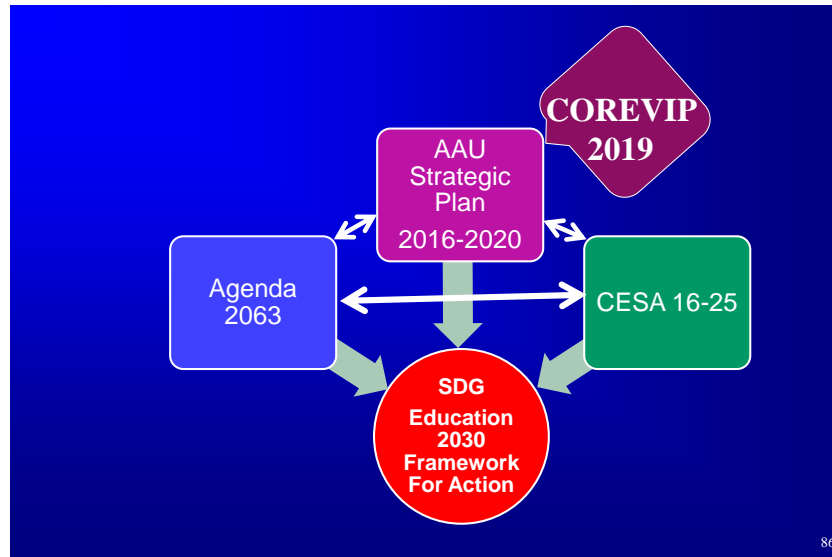 COREVIP
2019
AAU
Strategic
Plan
2016-2020
Agenda
2063
CESA 16-25
SDG
Education
2030
Framework
For Action
86